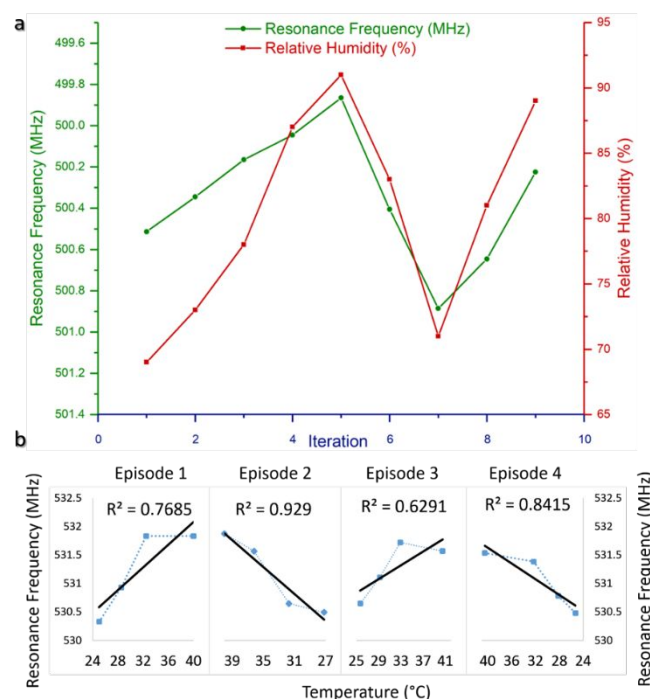 a
Resonance Frequency (MHz)
Relative Humidity (%)
Resonance Frequency (MHz)
499.6
499.8
500.0
500.2
500.4
500.6
500.8
501.0
501.2
501.4
95
90
85
80
75
70
65
Relative Humidity (%)
0 2 4 6 8 10
Iteration
b
Episode 1 Episode 2 Episode 3 Episode 4
R² = 0.7685 R² = 0.929 R² = 0.6291 R² = 0.8415
Resonance Frequency (MHz)
532.5
532
531.5
531
530.5
530
532.5
532
531.5
531
530.5
530
Resonance Frequency (MHz)
24 28 32 36 40 39 35 31 27 25 29 33 37 41 40 36 32 28 24
Temperature (°C)